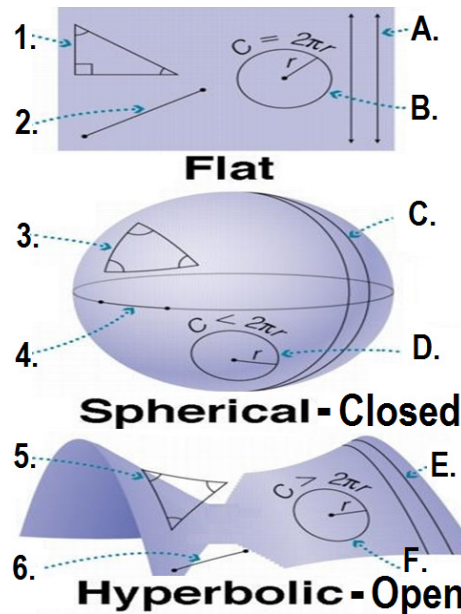 1.
C = 2πr
A.
r
2.
B.
Flat
3.
C.
4.
C < 2πr
r
D.
Spherical - Closed
5.
C > 2πr
E.
r
6.
F.
Hyperbolic - Open